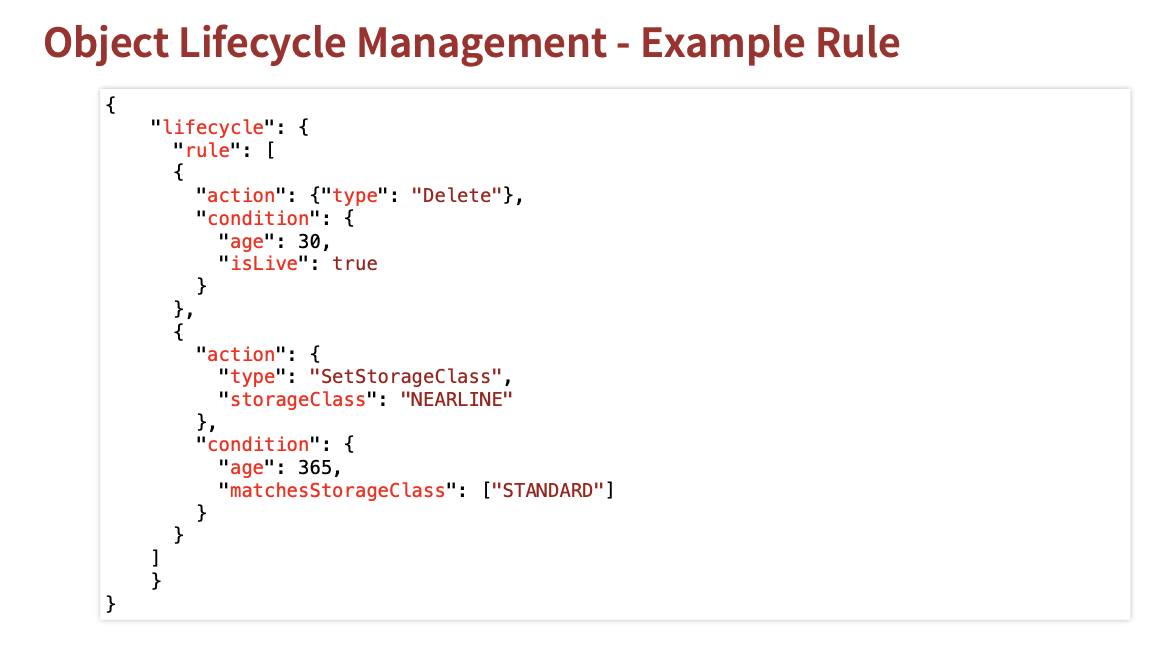 Object Lifecycle Management - Example Rule
{
    "lifecycle": {
      "rule": [
      {
        "action": {"type": "Delete"},
        "condition": {
          "age": 30,
          "isLive": true
        }
      },
      {
        "action": {
          "type": "SetStorageClass",
          "storageClass": "NEARLINE"
        },
        "condition": {
          "age": 365,
          "matchesStorageClass": ["STANDARD"]
        }
      }
    ]
    }
}